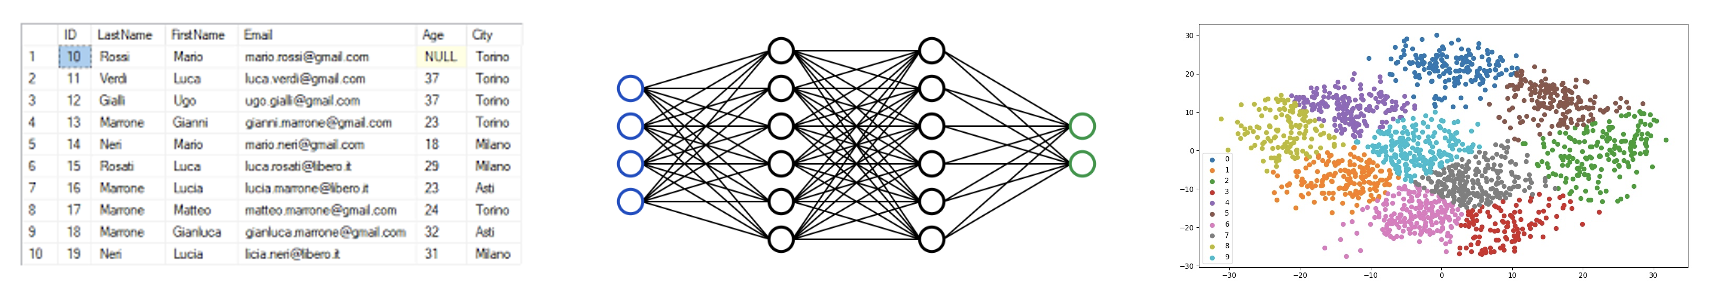 ID LastName FirstName Email Age City
1 10 Rossi Mario mario.rossi@gmail.com NULL Torino
2 11 Verdi Luca luca.verdi@gmail.com 37 Torino
3 12 Gialli Ugo ugo.gialli@gmail.com 37 Torino
4 13 Marrone Gianni gianni.marrone@gmail.com 23 Torino
5 14 Neri Mario mario.neri@gmail.com 18 Milano
6 15 Rosati Luca luca.rosati@libero.it 29 Milano
7 16 Marrone Lucia lucia.marrone@libero.it 23 Asti
8 17 Marrone Matteo matteo.marrone@gmail.com 24 Torino
9 18 Marrone Gianluca gianluca.marrone@gmail.com 32 Asti
10 19 Neri Lucia licia.neri@libero.it 31 Milano
30
20
10
0
−10
−20
−30
0
1
2
3
4
5
6
7
8
9
−30 −20 −10 0 10 20 30